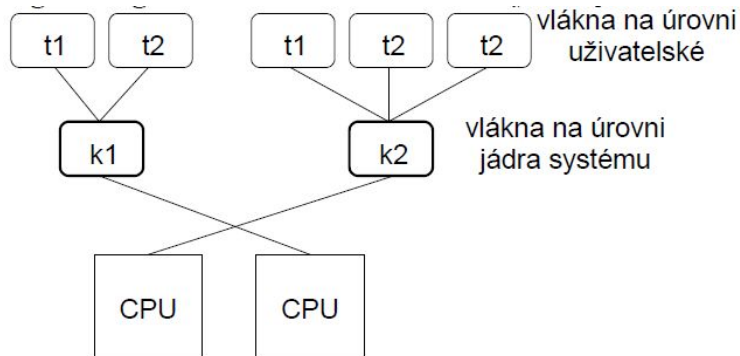 t1 t2 t1 t2 t2 vlákna na úrovni
uživatelské
k1 k2 vlákna na úrovni
jádra systému
CPU CPU